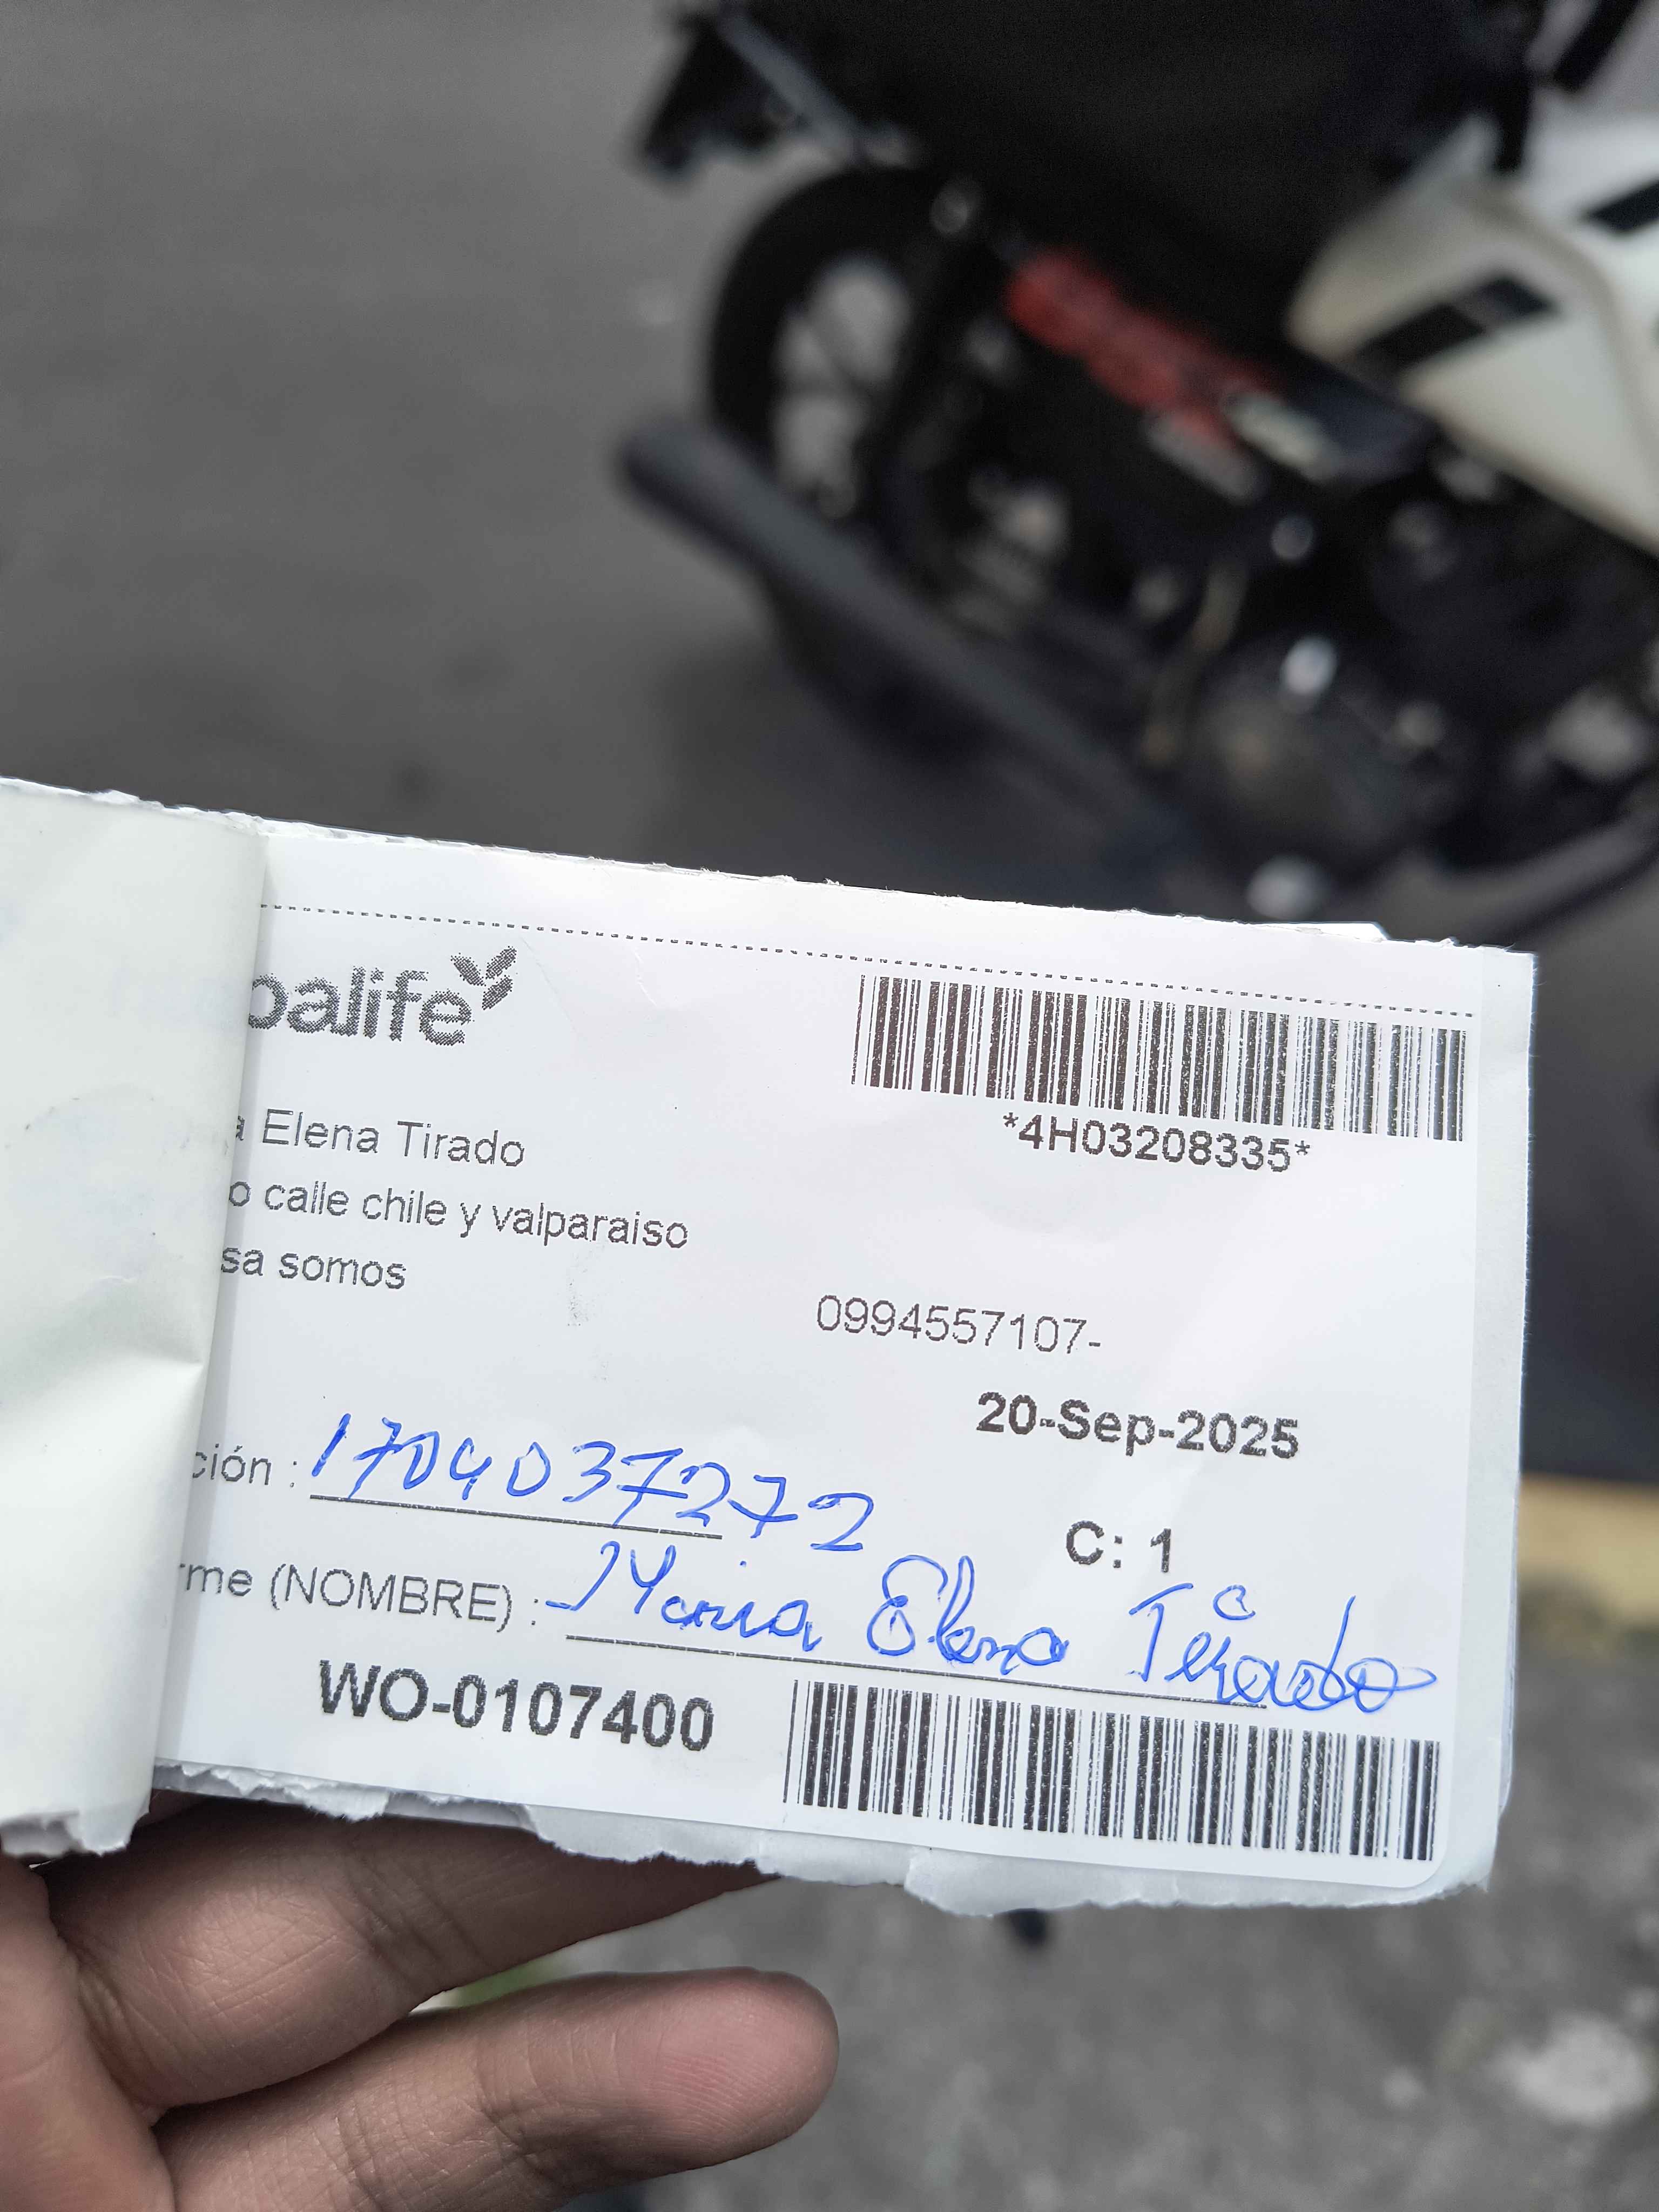 balife
*4H03208335*
a Elena Tirado
o calle chile y valparaiso
sa somos
0994557107-
20-Sep-2025
ción : 1704037272
C: 1
rme (NOMBRE) : Maria Elena Tirado
WO-0107400